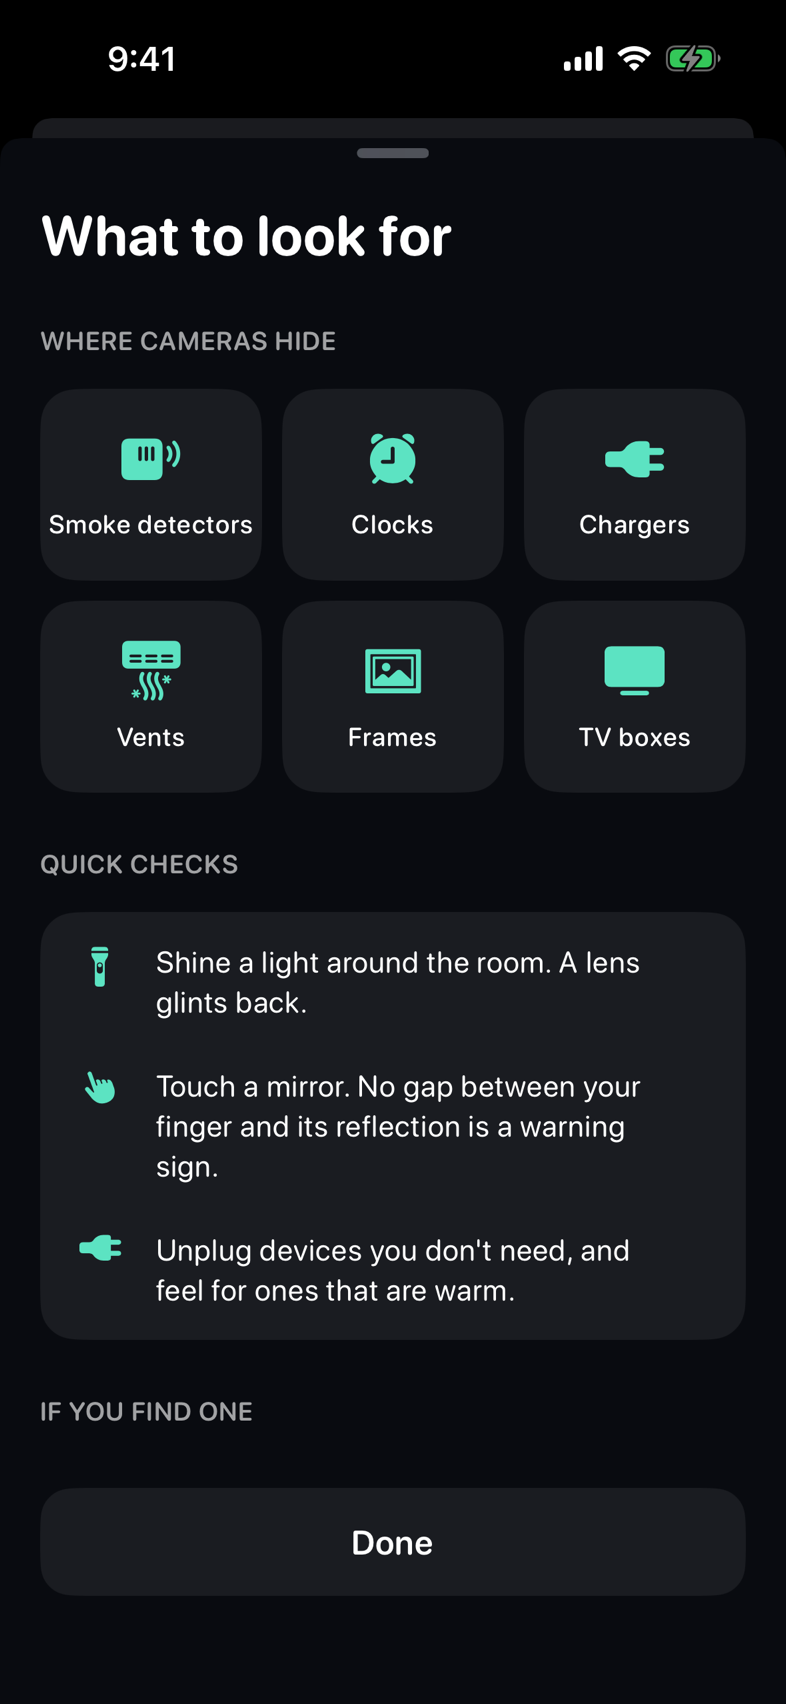 9:41
What to look for
WHERE CAMERAS HIDE
Smoke detectors
Clocks
Chargers
Vents
Frames
TV boxes
QUICK CHECKS
Shine a light around the room. A lens
glints back.
Touch a mirror. No gap between your
finger and its reflection is a warning
sign.
Unplug devices you don't need, and
feel for ones that are warm.
IF YOU FIND ONE
Done